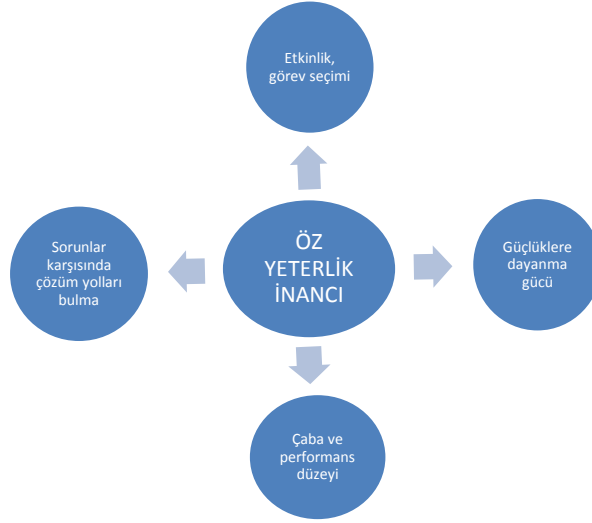 Etkinlik,
görev seçimi
Sorunlar
karşısında
çözüm yolları
bulma
ÖZ
YETERLİK
İNANCI
Güçlüklere
dayanma
gücü
Çaba ve
performans
düzeyi